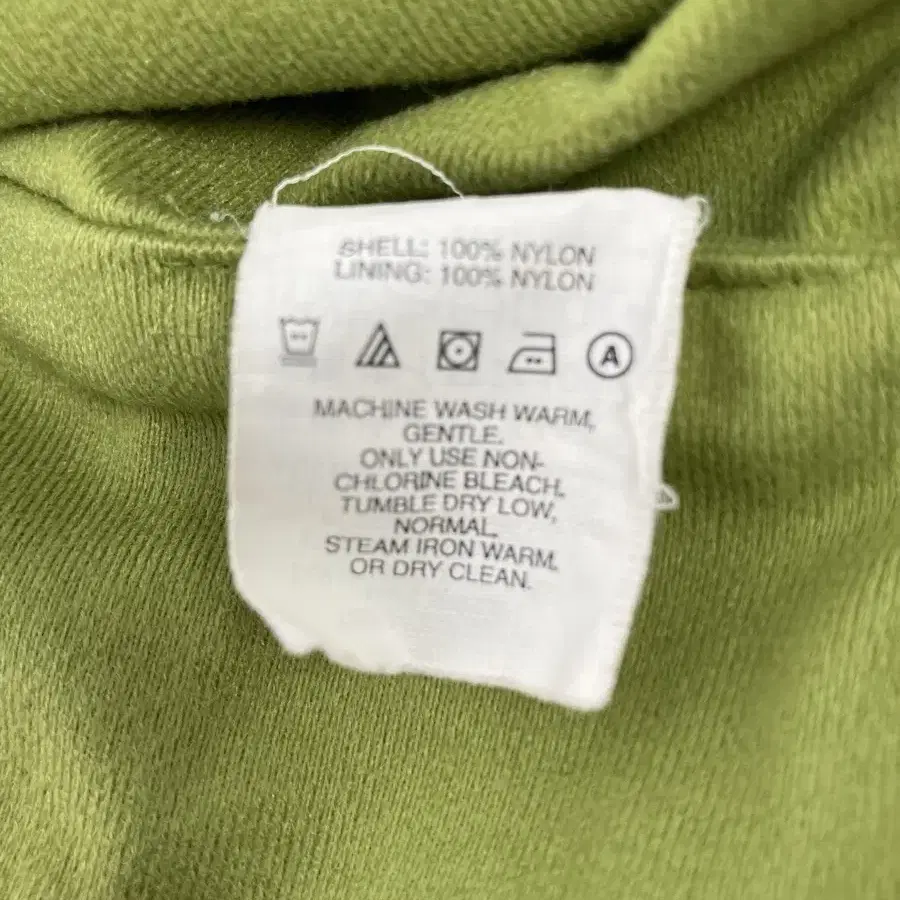 SHELL: 100% NYLON
LINING: 100% NYLON
A
MACHINE WASH WARM,
GENTLE.
ONLY USE NON-
CHLORINE BLEACH.
TUMBLE DRY LOW,
NORMAL.
STEAM IRON WARM.
OR DRY CLEAN.